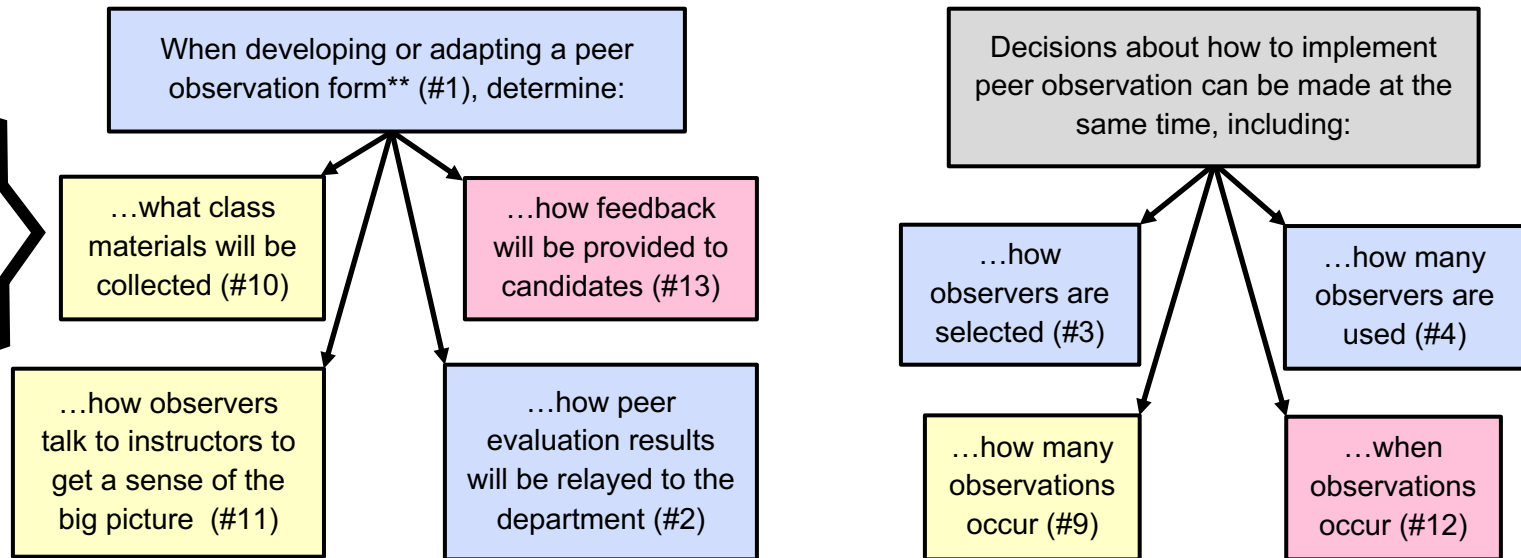 When developing or adapting a peer
observation form** (#1), determine:
…what class
materials will be
collected (#10)
…how feedback
will be provided to
candidates (#13)
…how observers
talk to instructors to
get a sense of the
big picture (#11)
…how peer
evaluation results
will be relayed to the
department (#2)
Decisions about how to implement
peer observation can be made at the
same time, including:
…how
observers are
selected (#3)
…how many
observers are
used (#4)
…how many
observations
occur (#9)
…when
observations
occur (#12)